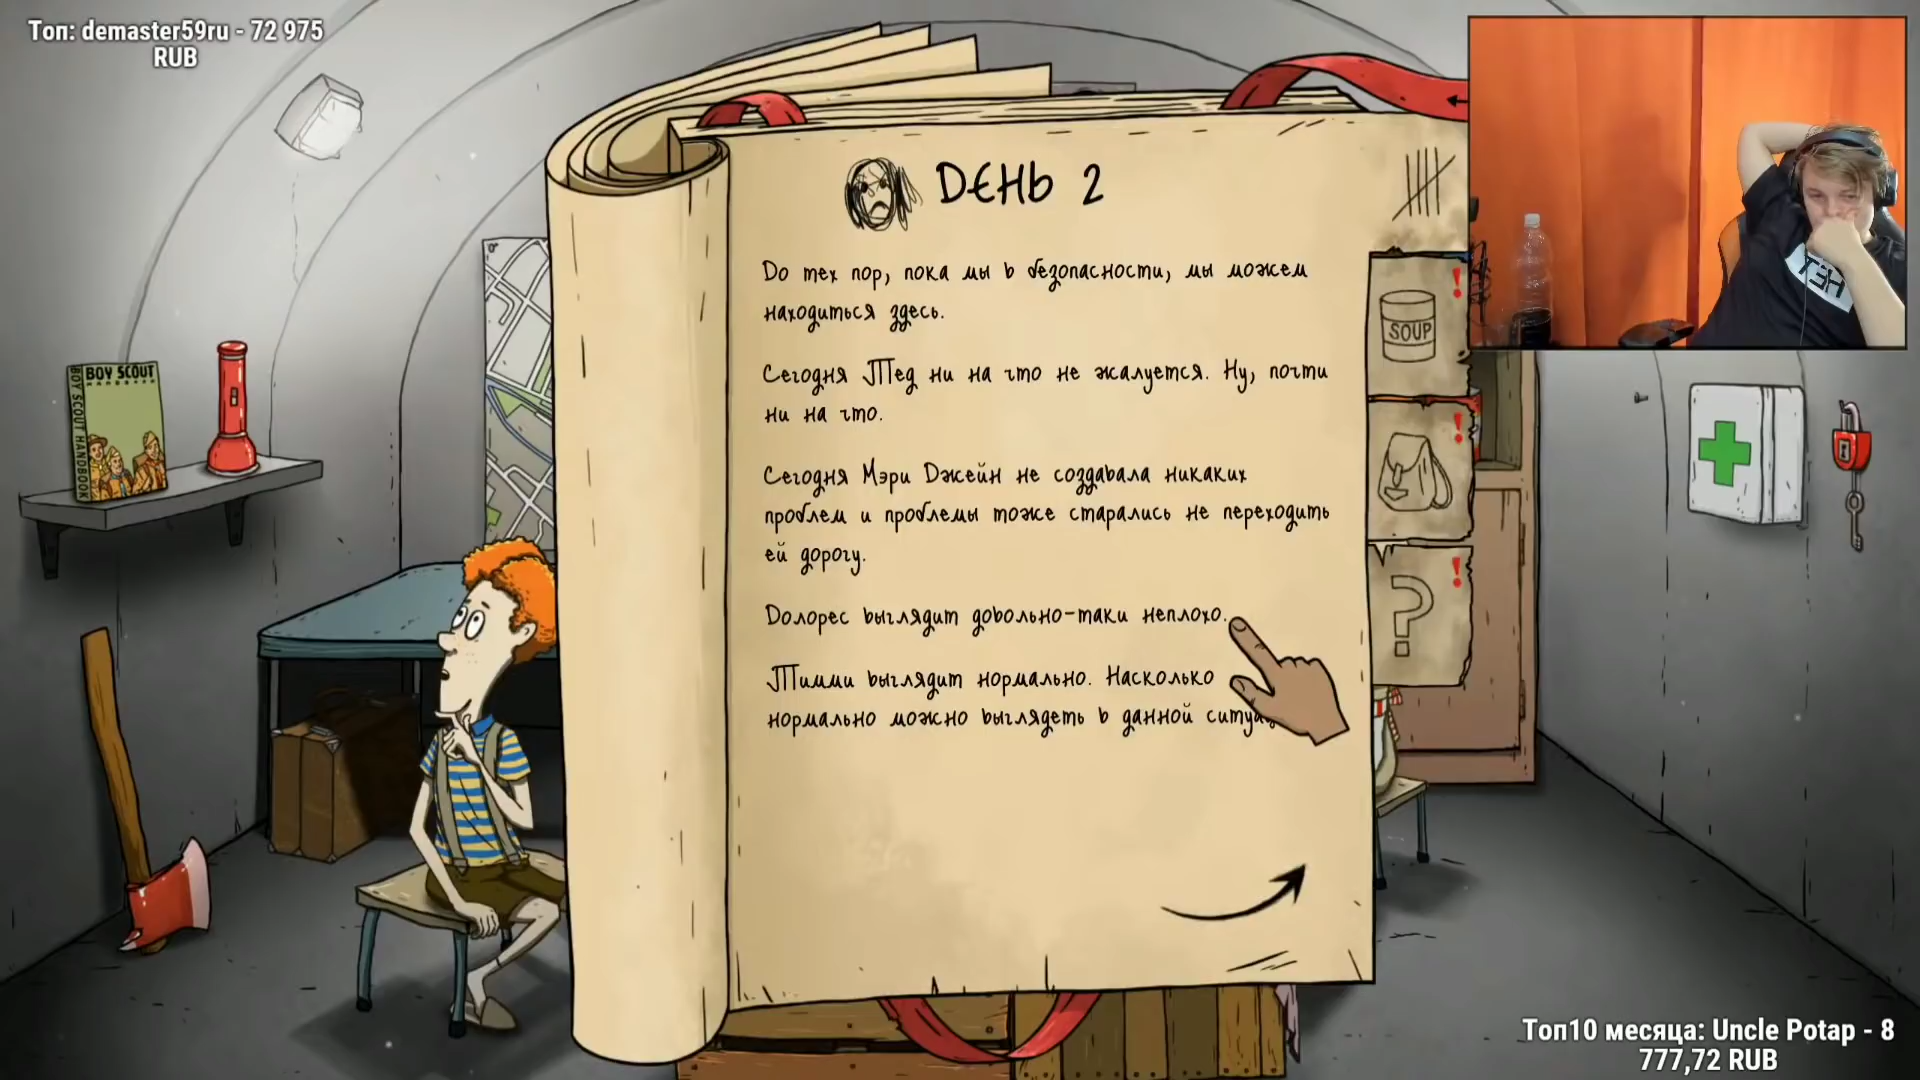 Топ: demaster59ru - 72 975
RUB
BOY SCOUT
BOY SCOUT HANDBOOK
ДЕНЬ 2
До тех пор, пока мы в безопасности, мы можем
находиться здесь.
Сегодня Тед ни на что не жалуется. Ну, почти
ни на что.
Сегодня Мэри Джейн не создавала никаких
проблем и проблемы тоже старались не переходить
ей дорогу.
Долорес выглядит довольно-таки неплохо.
Тимми выглядит нормально. Насколько
нормально можно выглядеть в данной
SOUP
?
Топ10 месяца: Uncle Potap - 8
777,72 RUB